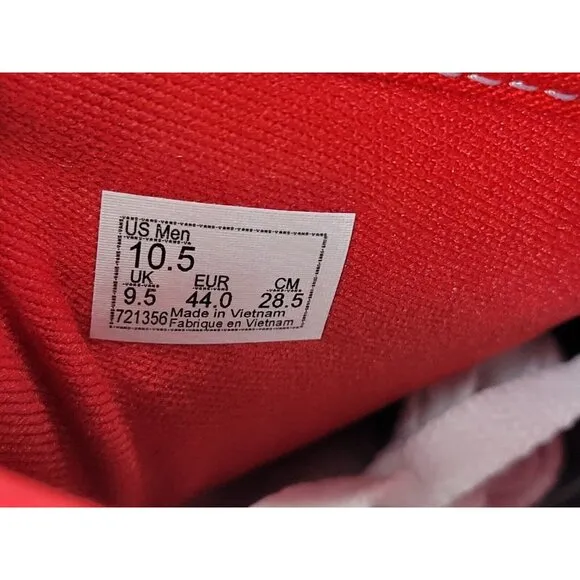 US Men
10.5
UK EUR CM
9.5 44.0 28.5
721356 Made in Vietnam
Fabrique en Vietnam